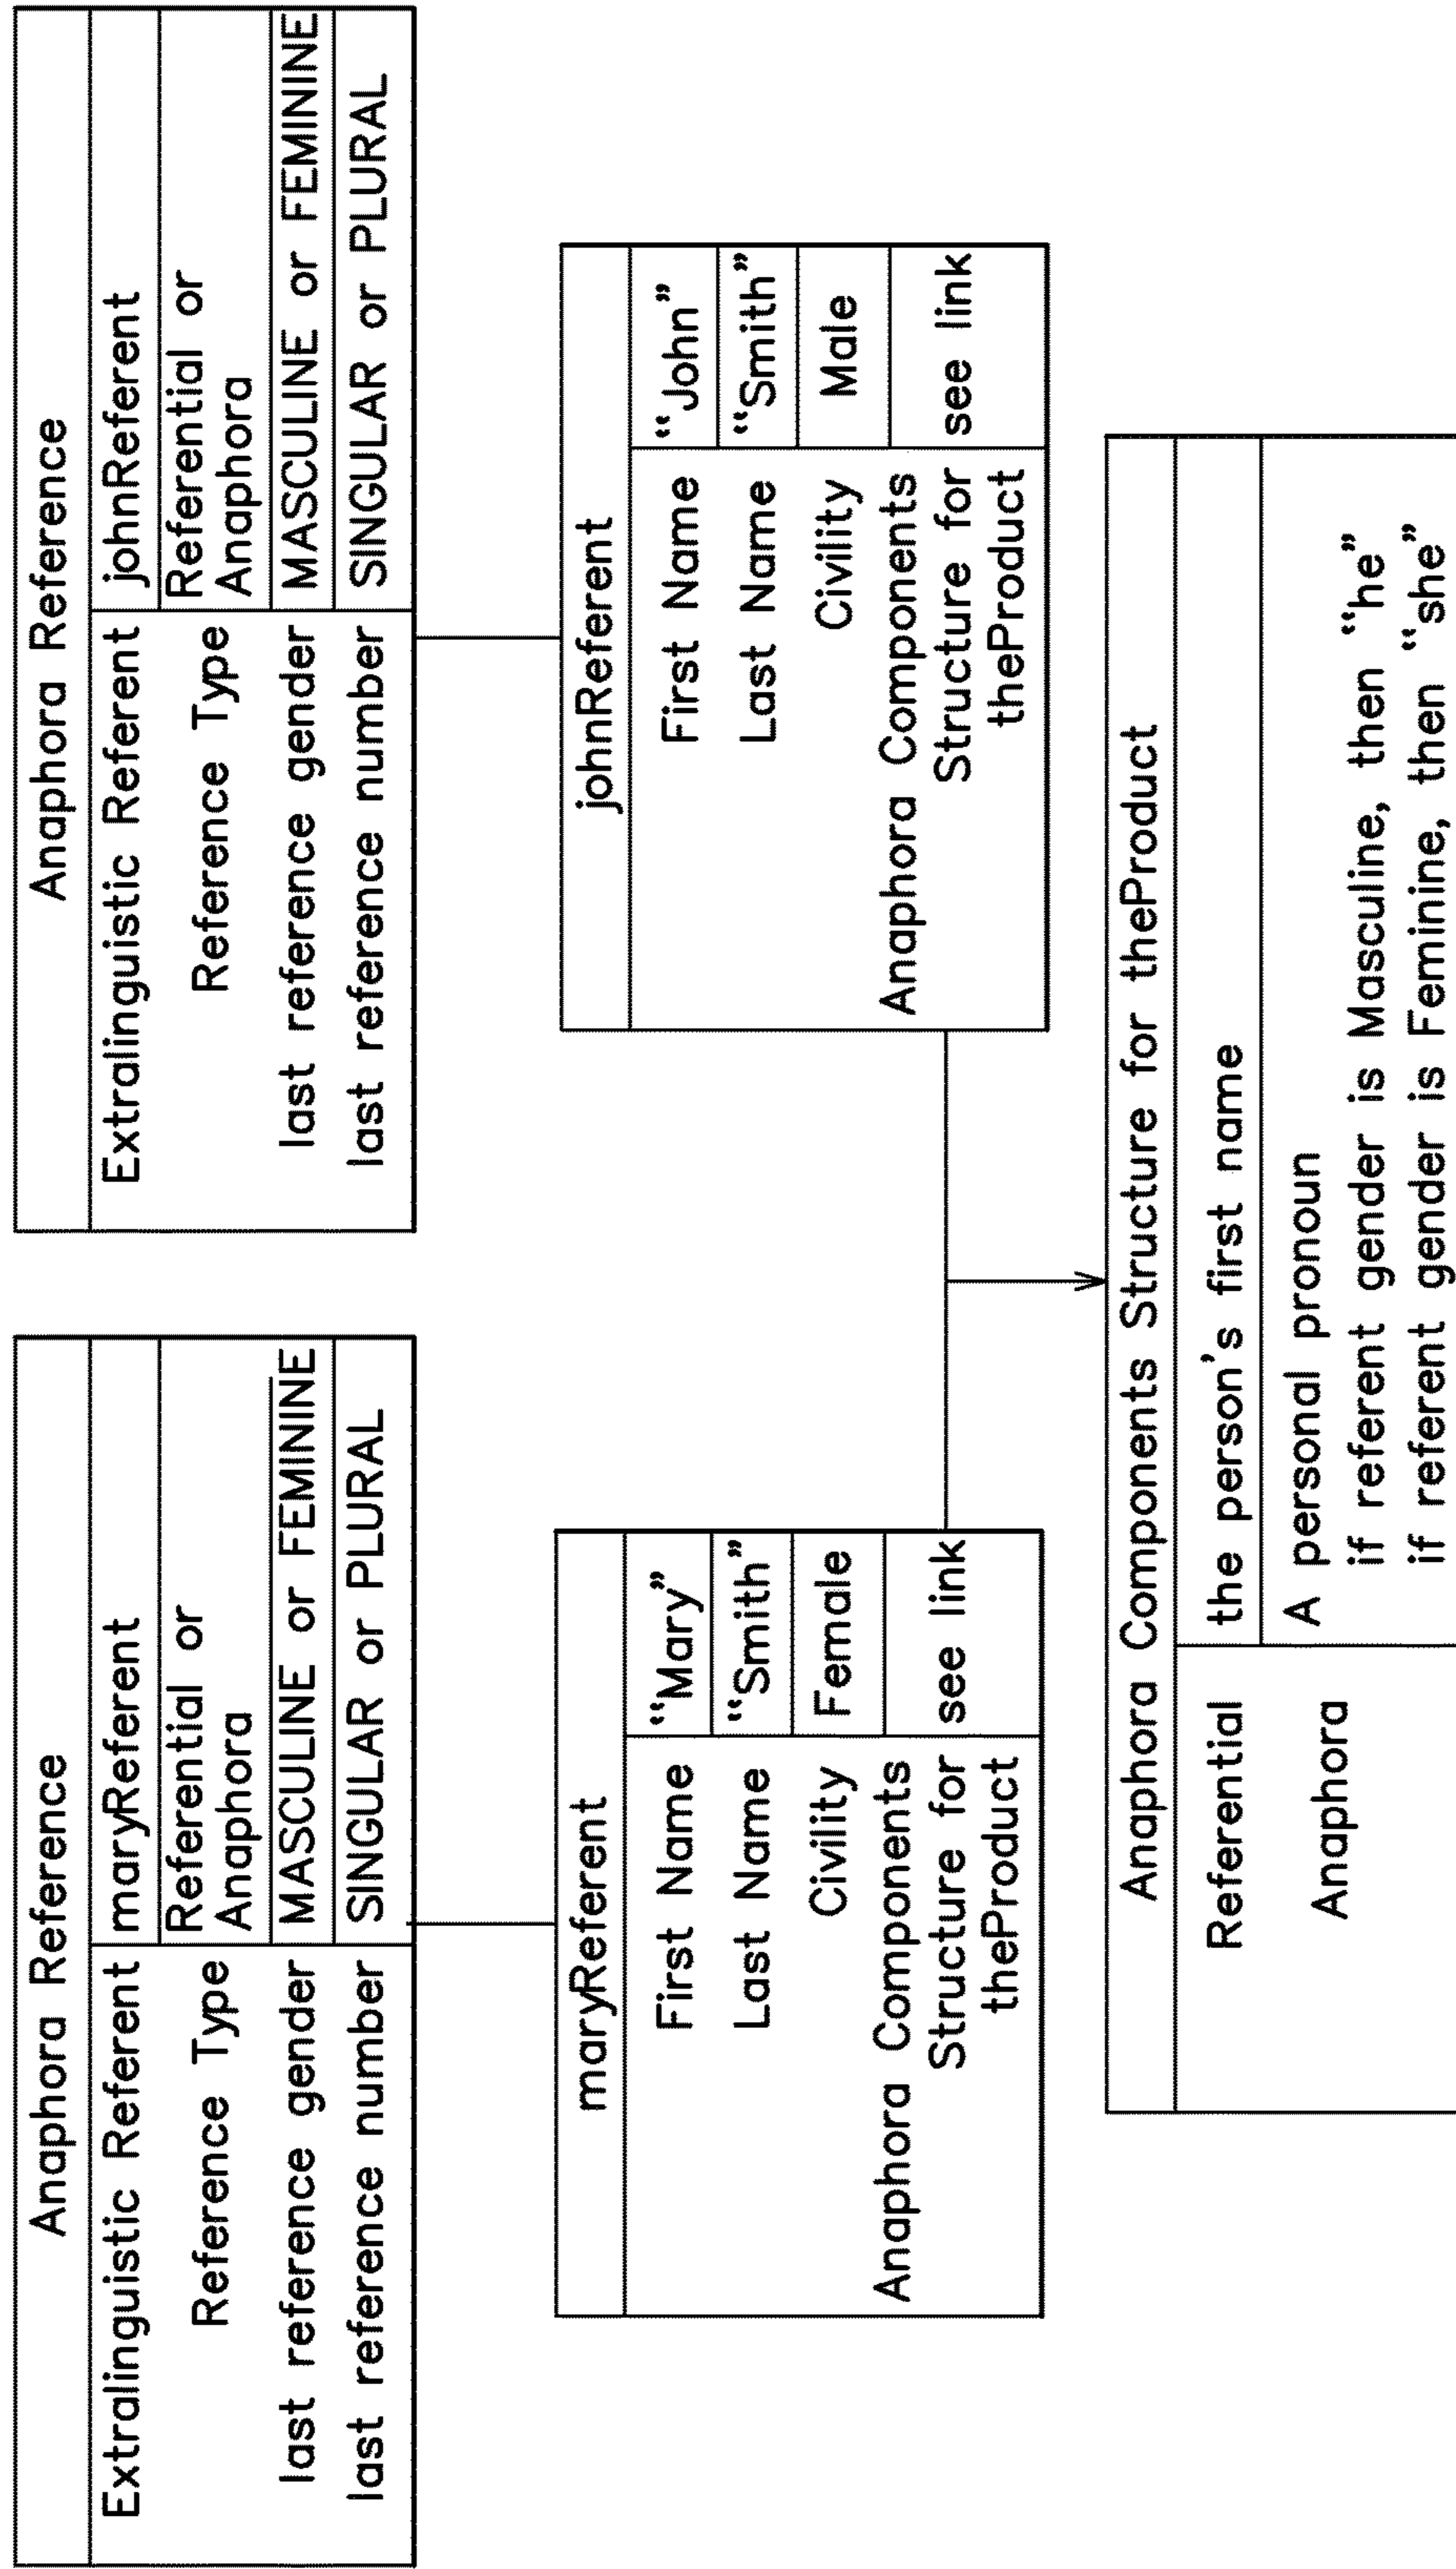 Anaphora Reference
Extralinguistic Referent maryReferent
Reference Type Referential or
Anaphora
last reference gender MASCULINE or FEMININE
last reference number SINGULAR or PLURAL
Anaphora Reference
Extralinguistic Referent johnReferent
Reference Type Referential or
Anaphora
last reference gender MASCULINE or FEMININE
last reference number SINGULAR or PLURAL
maryReferent
First Name “Mary”
Last Name “Smith”
Civility Female
Anaphora Components
Structure for see link
theProduct
johnReferent
First Name “John”
Last Name “Smith”
Civility Male
Anaphora Components
Structure for see link
theProduct
Anaphora Components Structure for theProduct
Referential the person's first name
A personal pronoun
Anaphora if referent gender is Masculine, then “he”
if referent gender is Feminine, then “she”